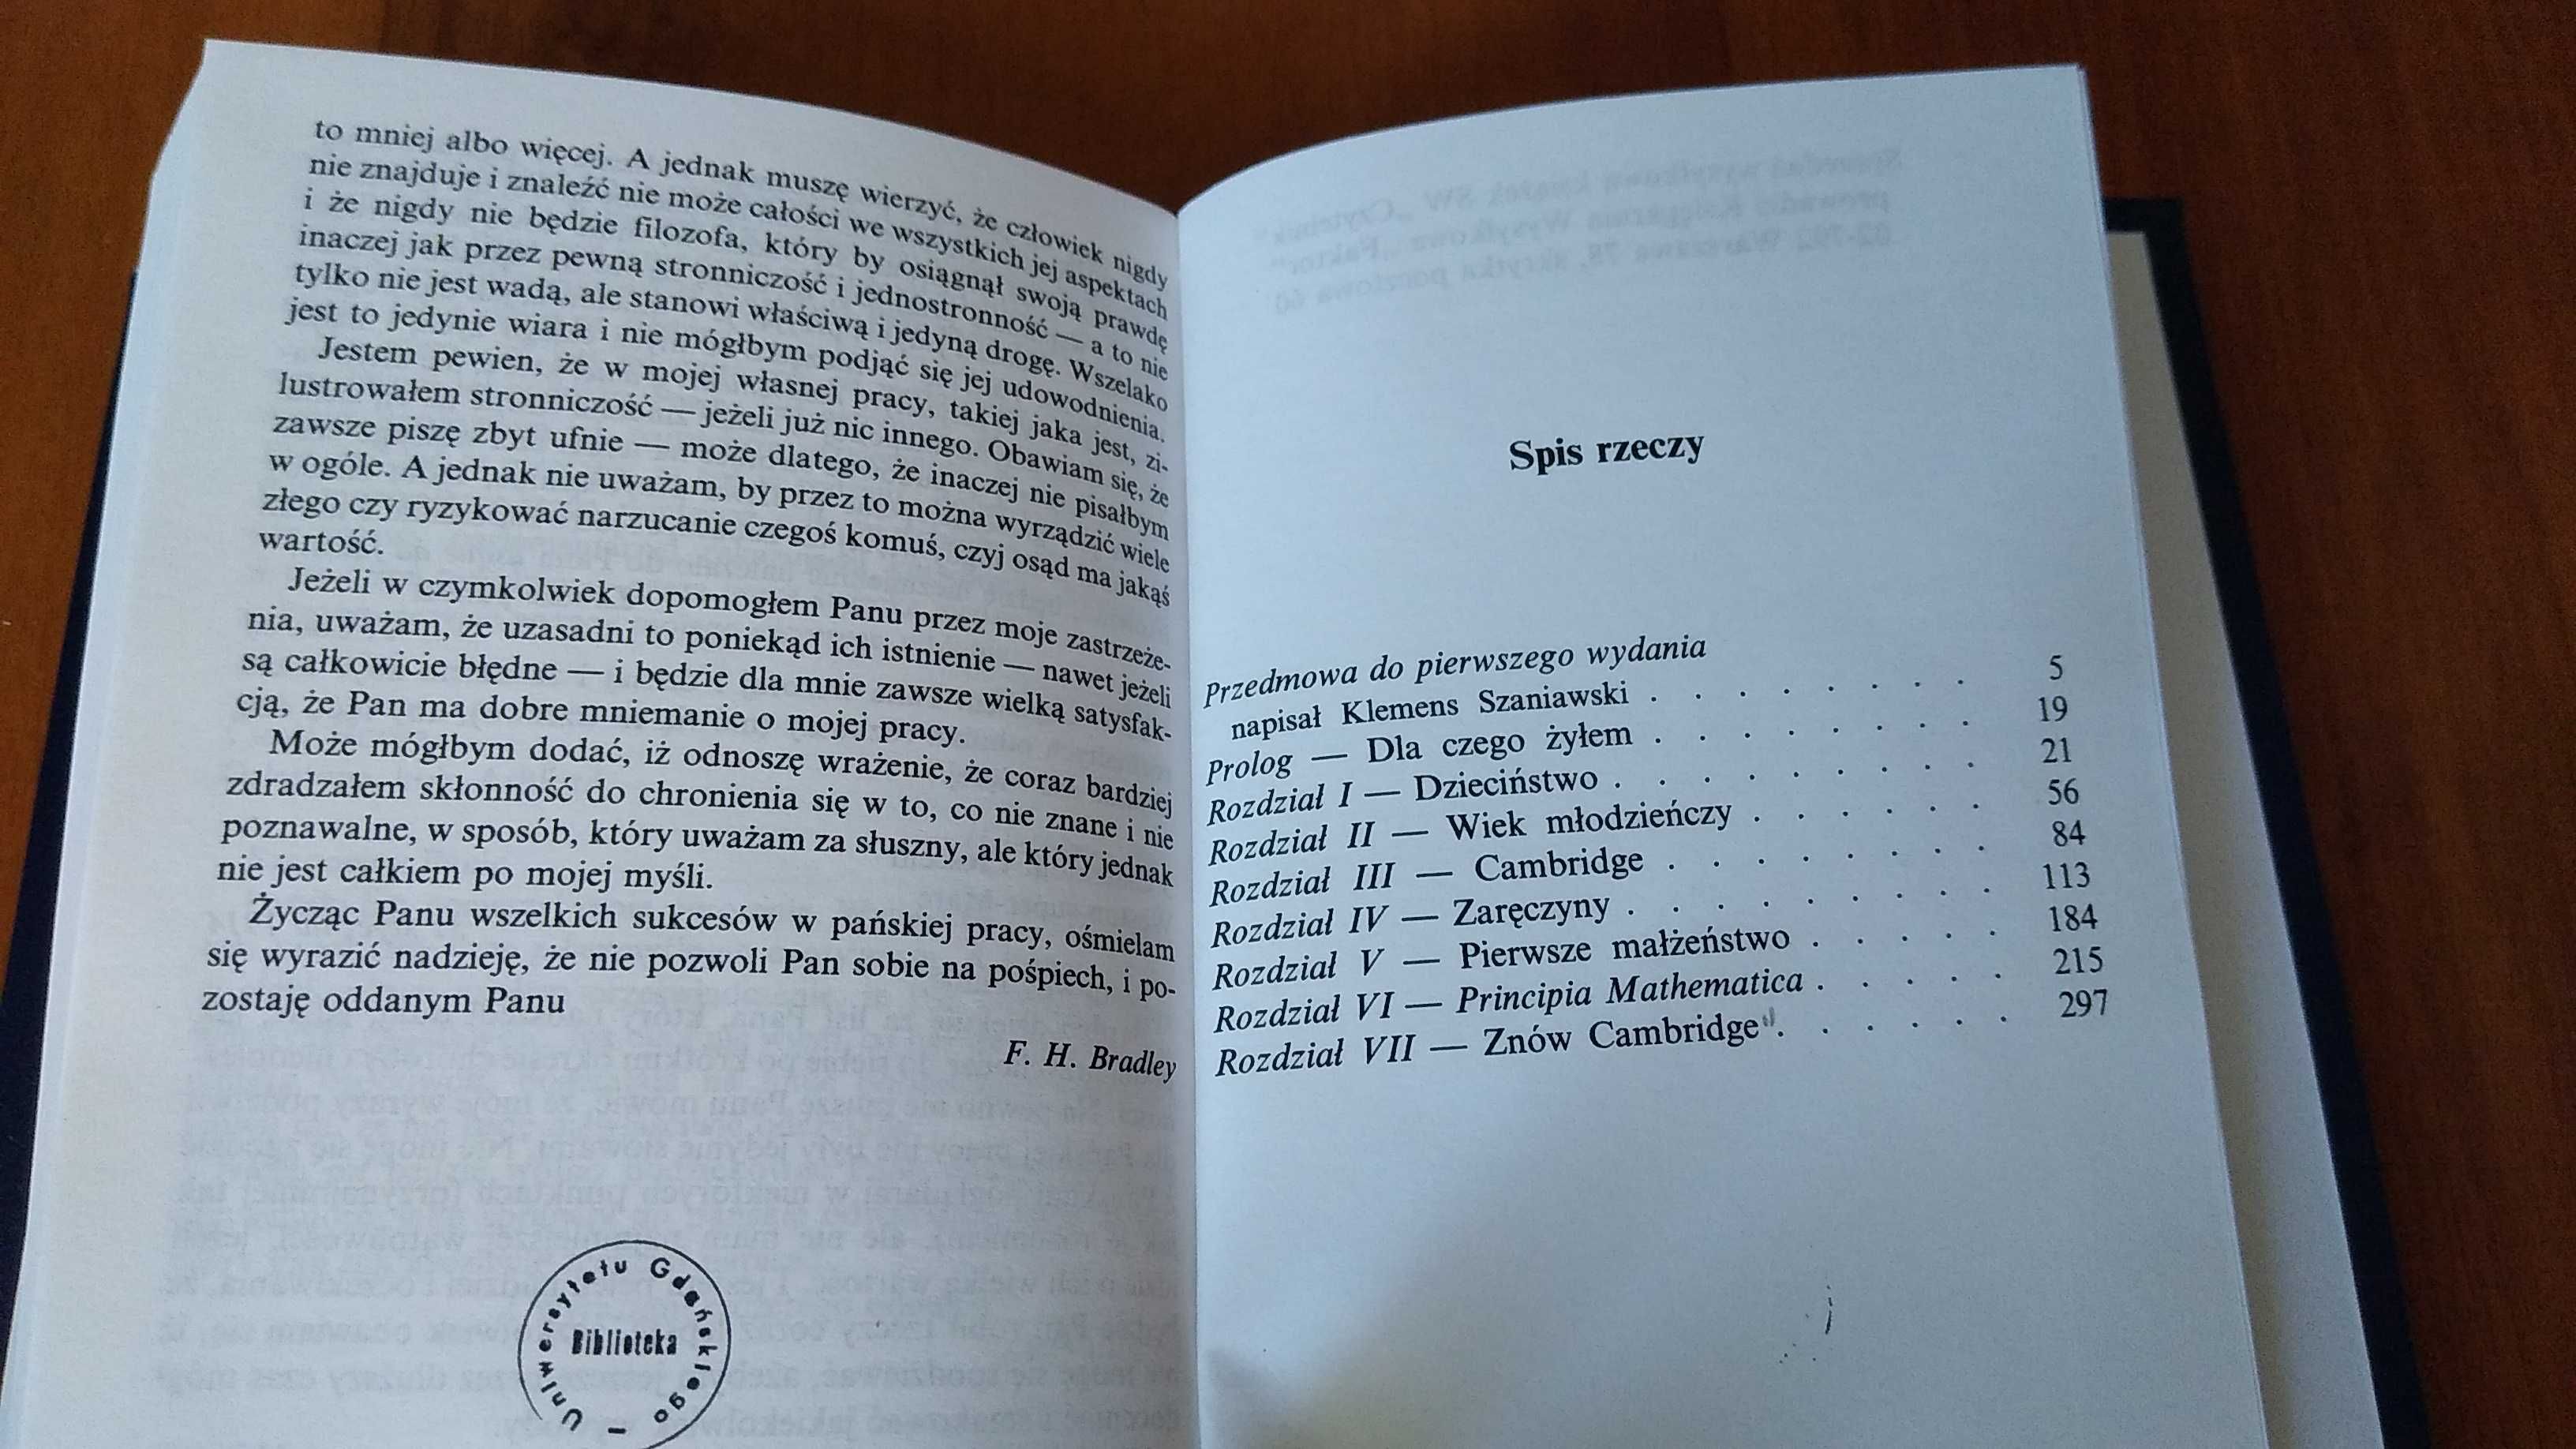 to mniej albo więcej. A jednak muszę wierzyć, że człowiek nigdy
nie znajduje i znaleźć nie może całości we wszystkich jej aspektach
i że nigdy nie będzie filozofa, który by osiągnął swoją prawdę
inaczej jak przez pewną stronniczość i jednostronność — a to nie
tylko nie jest wadą, ale stanowi właściwą i jedyną drogę. Wszelako
jest to jedynie wiara i nie mógłbym podjąć się jej udowodnienia.
Jestem pewien, że w mojej własnej pracy, takiej jaka jest, zi-
lustrowałem stronniczość — jeżeli już nic innego. Obawiam się, że
zawsze piszę zbyt ufnie — może dlatego, że inaczej nie pisałbym
w ogóle. A jednak nie uważam, by przez to można wyrządzić wiele
złego czy ryzykować narzucanie czegoś komuś, czyj osąd ma jakąś
wartość.
Jeżeli w czymkolwiek dopomogłem Panu przez moje zastrzeże-
nia, uważam, że uzasadni to poniekąd ich istnienie — nawet jeżeli
są całkowicie błędne — i będzie dla mnie zawsze wielką satysfak-
cją, że Pan ma dobre mniemanie o mojej pracy.
Może mógłbym dodać, iż odnoszę wrażenie, że coraz bardziej
zdradzałem skłonność do chronienia się w to, co nie znane i nie
poznawalne, w sposób, który uważam za słuszny, ale który jednak
nie jest całkiem po mojej myśli.
Życząc Panu wszelkich sukcesów w pańskiej pracy, ośmielam
się wyrazić nadzieję, że nie pozwoli Pan sobie na pośpiech, i po-
zostaję oddanym Panu
F. H. Bradley
Uniwersytetu Gdańskiego –
Biblioteka
Spis rzeczy
Przedmowa do pierwszego wydania
napisał Klemens Szaniawski . . . . . . . . 5
Prolog — Dla czego żyłem . . . . . . . . 19
Rozdział I — Dzieciństwo . . . . . . . . . 21
Rozdział II — Wiek młodzieńczy . . . . . . 56
Rozdział III — Cambridge . . . . . . . . 84
Rozdział IV — Zaręczyny . . . . . . . . . 113
Rozdział V — Pierwsze małżeństwo . . . . . 184
Rozdział VI — Principia Mathematica . . . . . 215
Rozdział VII — Znów Cambridge . . . . . . 297